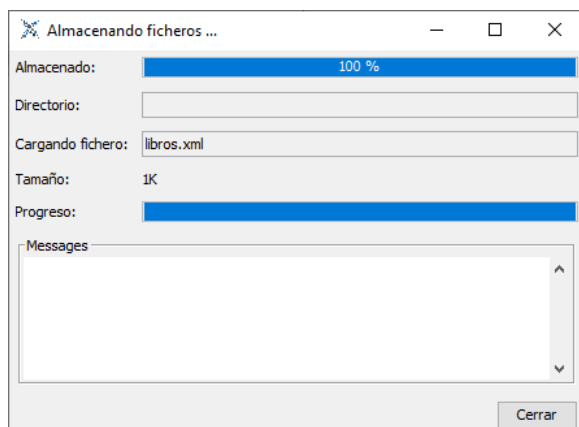 Almacenando ficheros ...
Almacenado: 100 %
Directorio:
Cargando fichero: libros.xml
Tamaño: 1K
Progreso:
Messages
Cerrar